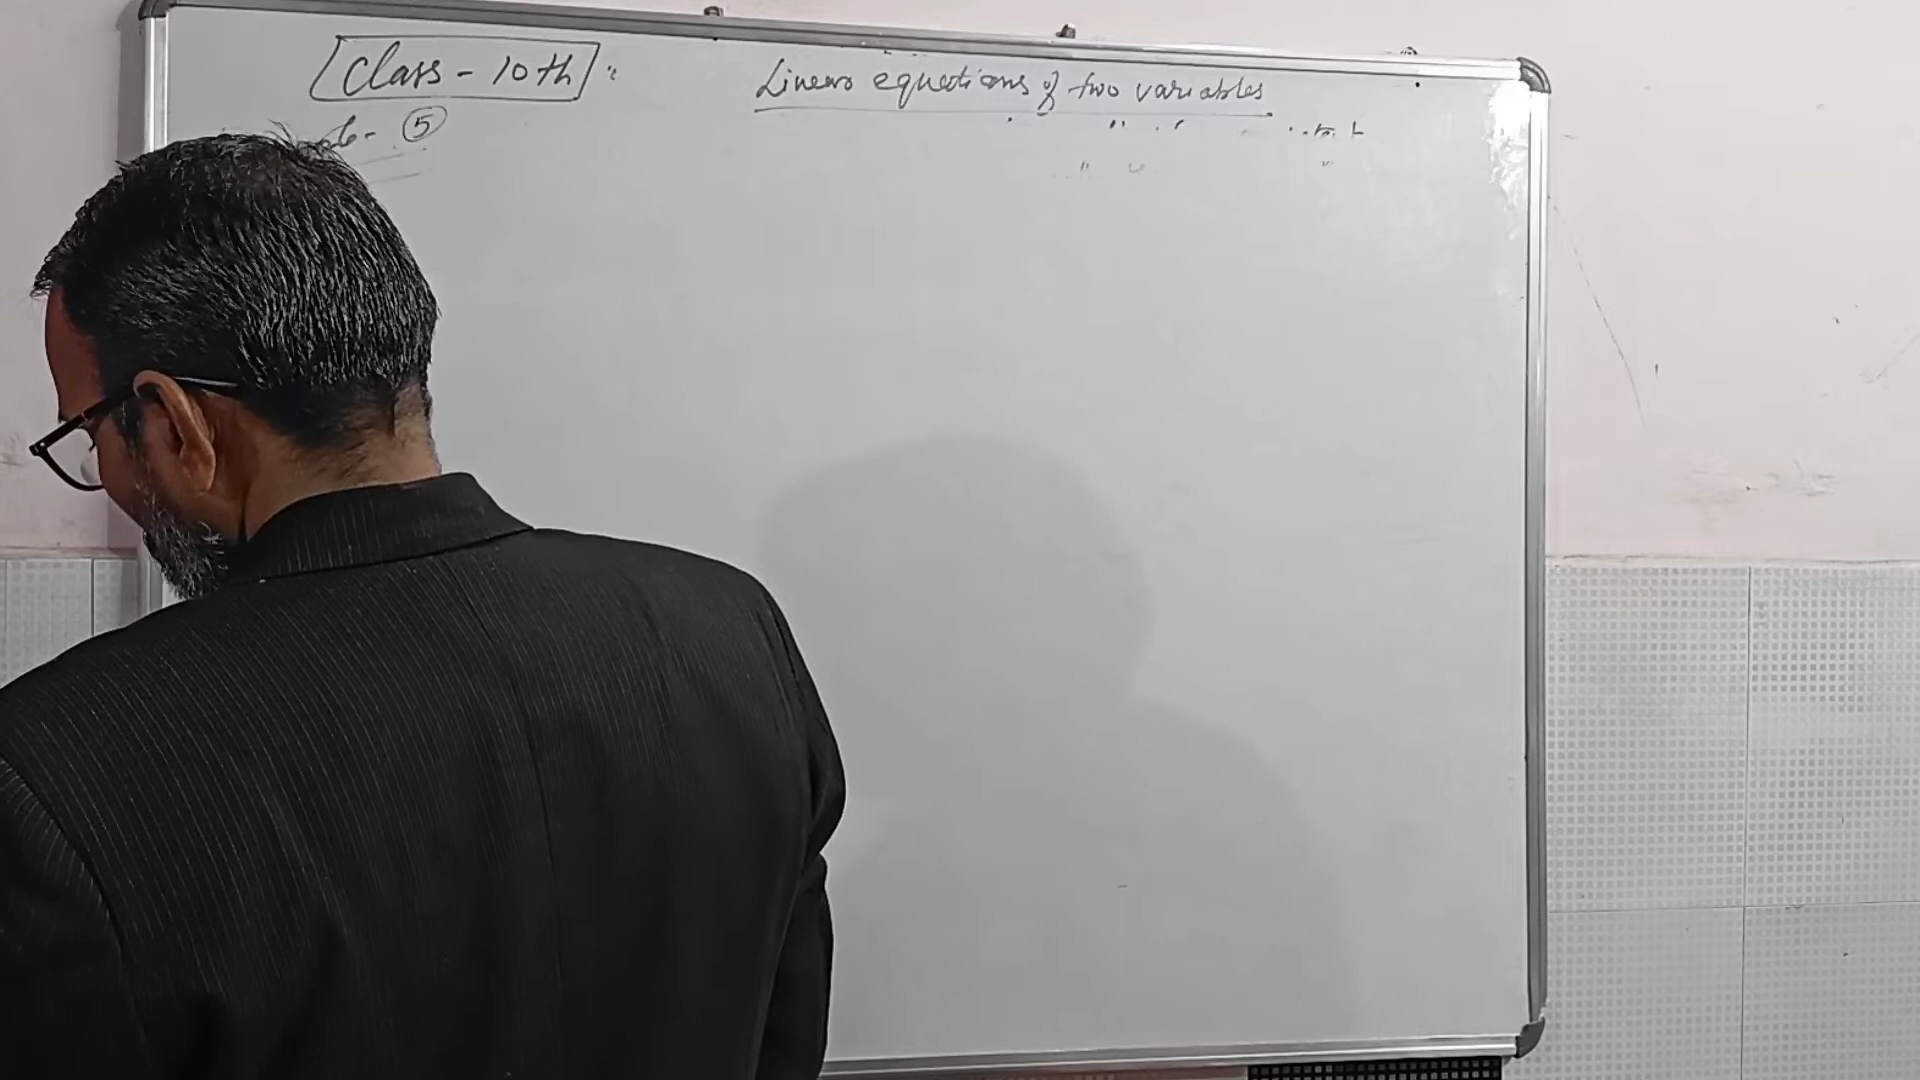 Class - 10th
Linear equations of two variables
5